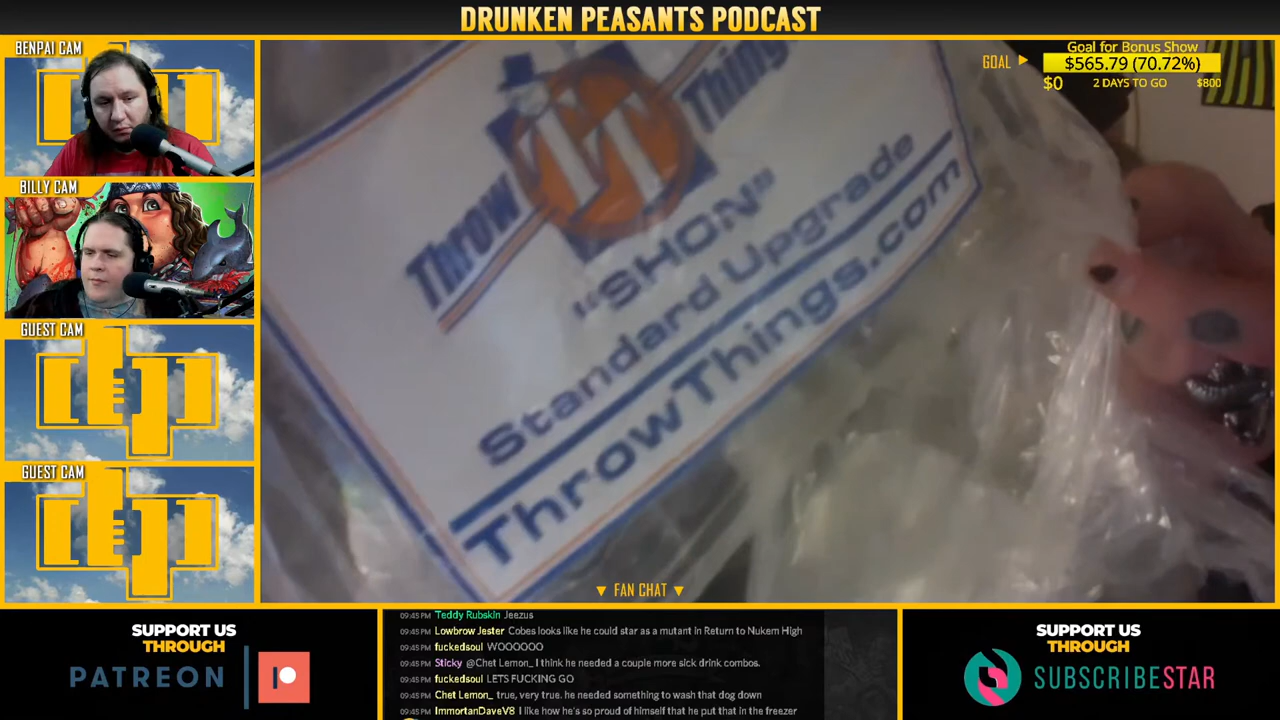 DRUNKEN PEASANTS PODCAST
BENPAI CAM
BILLY CAM
GUEST CAM
GUEST CAM
GOAL
Goal for Bonus Show
$565.79 (70.72%)
$0
2 DAYS TO GO
$800
Throw
TT
Things
"SHON"
Standard Upgrade
ThrowThings.com
FAN CHAT
SUPPORT US
THROUGH
PATREON
09:45 PM Teddy Rubskin Jeezus
09:45 PM Lowbrow Jester Cobes looks like he could star as a mutant in Return to Nukem High
09:45 PM fuckedsoul WOOOOOO
09:45 PM Sticky @Chet Lemon_ I think he needed a couple more sick drink combos.
09:45 PM fuckedsoul LETS FUCKING GO
09:45 PM Chet Lemon_ true, very true. he needed something to wash that dog down
09:45 PM ImmortanDaveV8 I like how he's so proud of himself that he put that in the freezer
SUPPORT US
THROUGH
SUBSCRIBESTAR